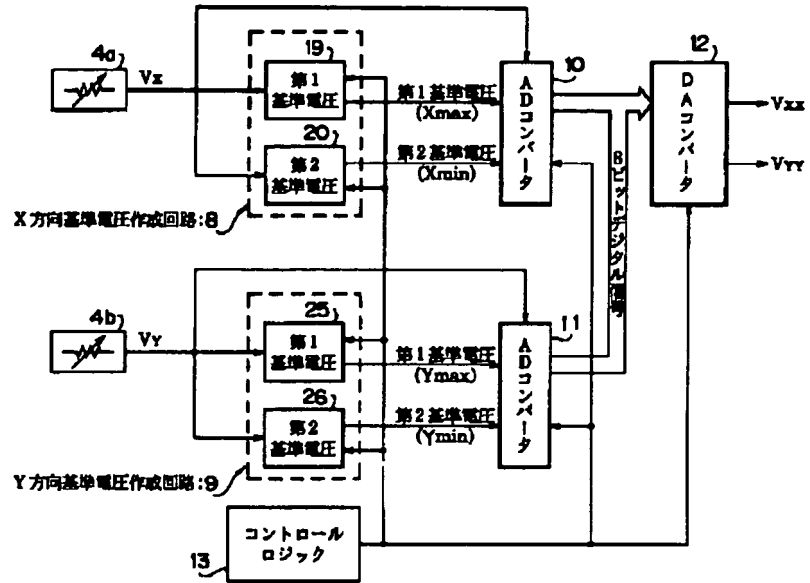 4a
Vx
19
第1
基準電圧
20
第2
基準電圧
第1基準電圧
(Xmax)
第2基準電圧
(Xmin)
10
ADコンバータ
8ビットデジタル信号
12
DAコンバータ
Vxx
VYY
X方向基準電圧作成回路:8
4b
VY
25
第1
基準電圧
26
第2
基準電圧
第1基準電圧
(Ymax)
第2基準電圧
(Ymin)
11
ADコンバータ
Y方向基準電圧作成回路:9
13
コントロール
ロジック